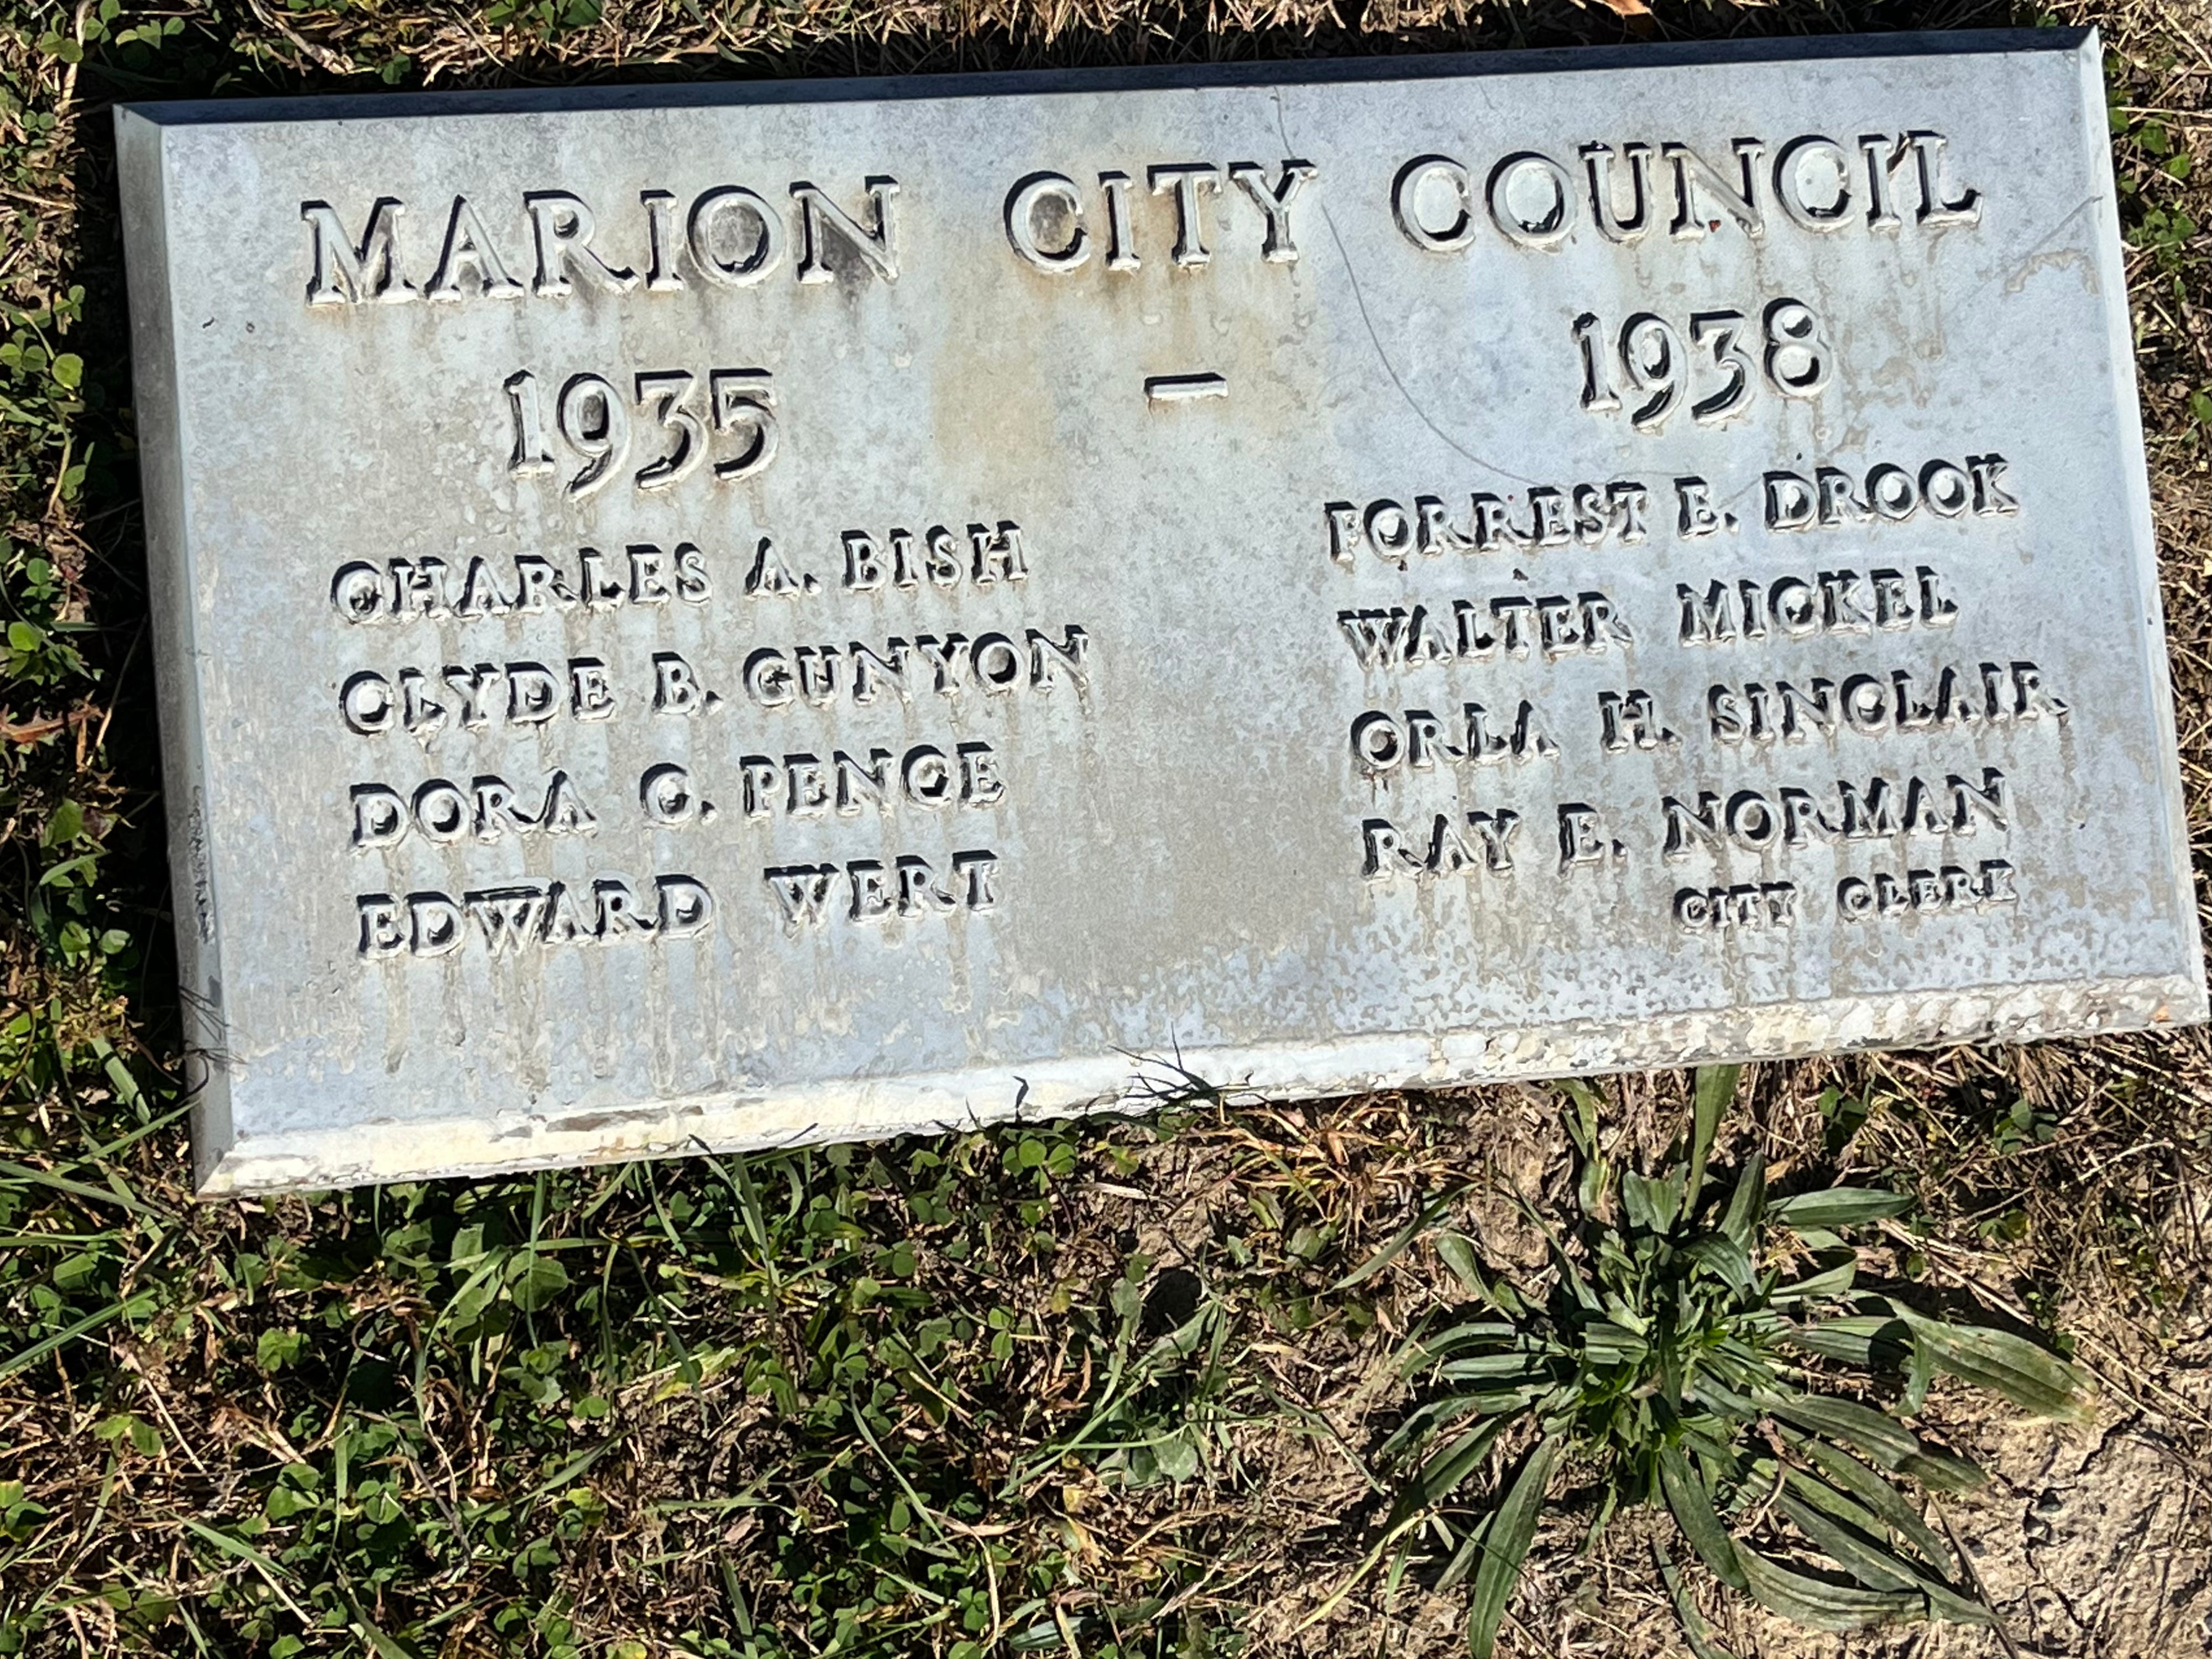 MARION CITY COUNCIL
1935 — 1938
CHARLES A. BISH
CLYDE B. GUNYON
DORA C. PENCE
EDWARD WERT
FORREST E. DROOK
WALTER MICKEL
ORLA H. SINCLAIR
RAY E. NORMAN
CITY CLERK